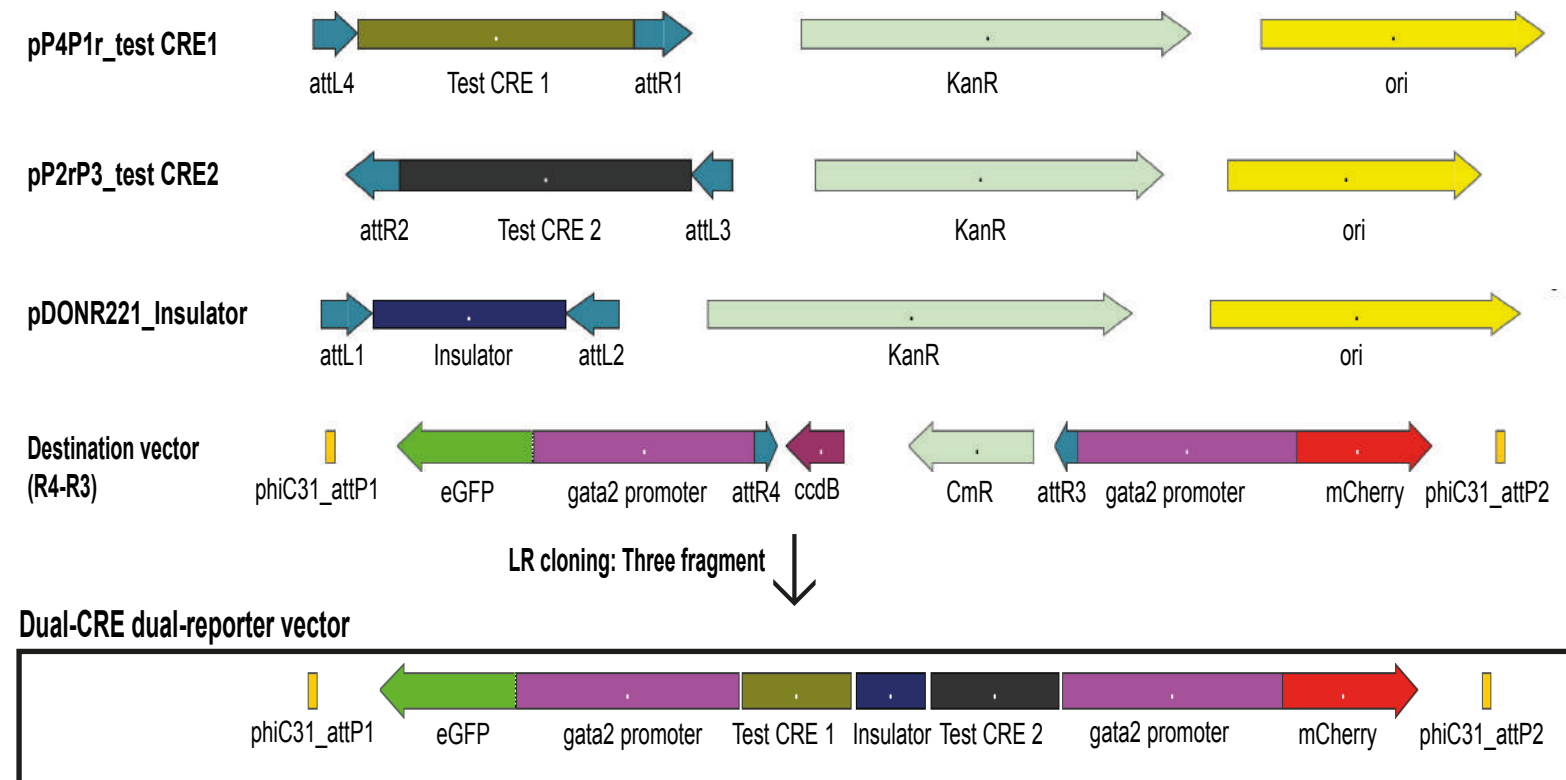 pP4P1r_test CRE1
attL4 Test CRE 1 attR1 KanR ori
pP2rP3_test CRE2
attR2 Test CRE 2 attL3 KanR ori
pDONR221_Insulator
attL1 Insulator attL2 KanR ori
Destination vector
(R4-R3)
phiC31_attP1 eGFP gata2 promoter attR4 ccdB CmR attR3 gata2 promoter mCherry phiC31_attP2
LR cloning: Three fragment
Dual-CRE dual-reporter vector
phiC31_attP1 eGFP gata2 promoter Test CRE 1 Insulator Test CRE 2 gata2 promoter mCherry phiC31_attP2